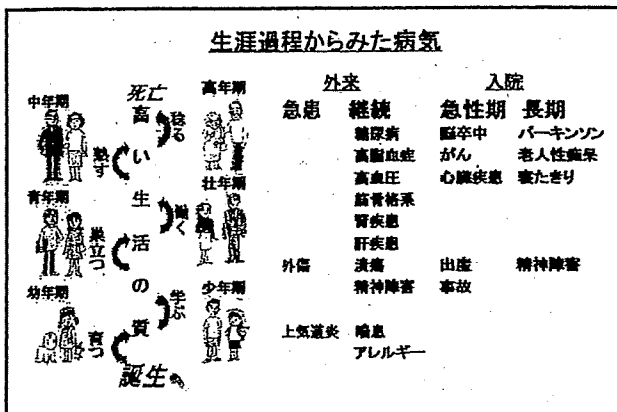 生涯過程からみた病気
中年期
死亡
高年期
稔る
熟す
高い生活の質
青年期
壮年期
働く
巣立つ
幼年期
少年期
学ぶ
育つ
誕生
外来 入院
急患 継続 急性期 長期
糖尿病 脳卒中 パーキンソン
高脂血症 がん 老人性痴呆
高血圧 心臓疾患 寝たきり
筋骨格系
腎疾患
肝疾患
外傷 潰瘍 出産 精神障害
精神障害 事故
上気道炎 喘息
アレルギー